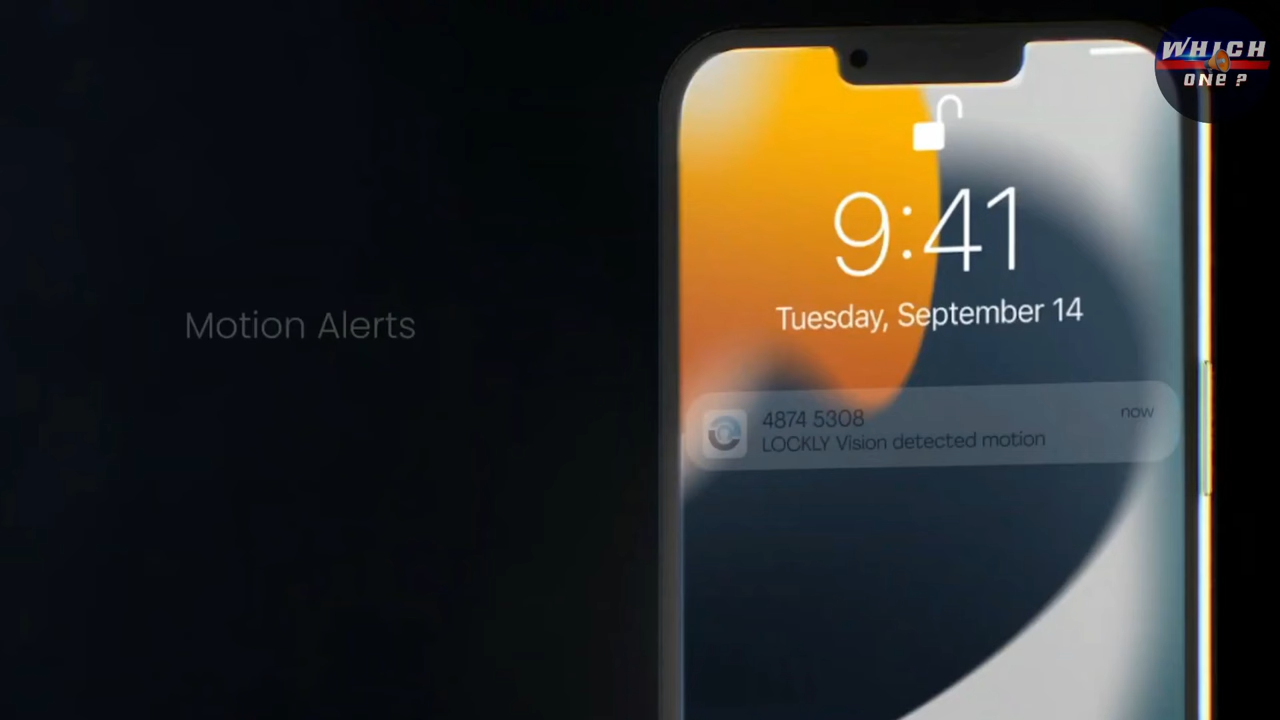 WHICH
ONE ?
9:41
Tuesday, September 14
Motion Alerts
4874 5308
now
LOCKLY Vision detected motion